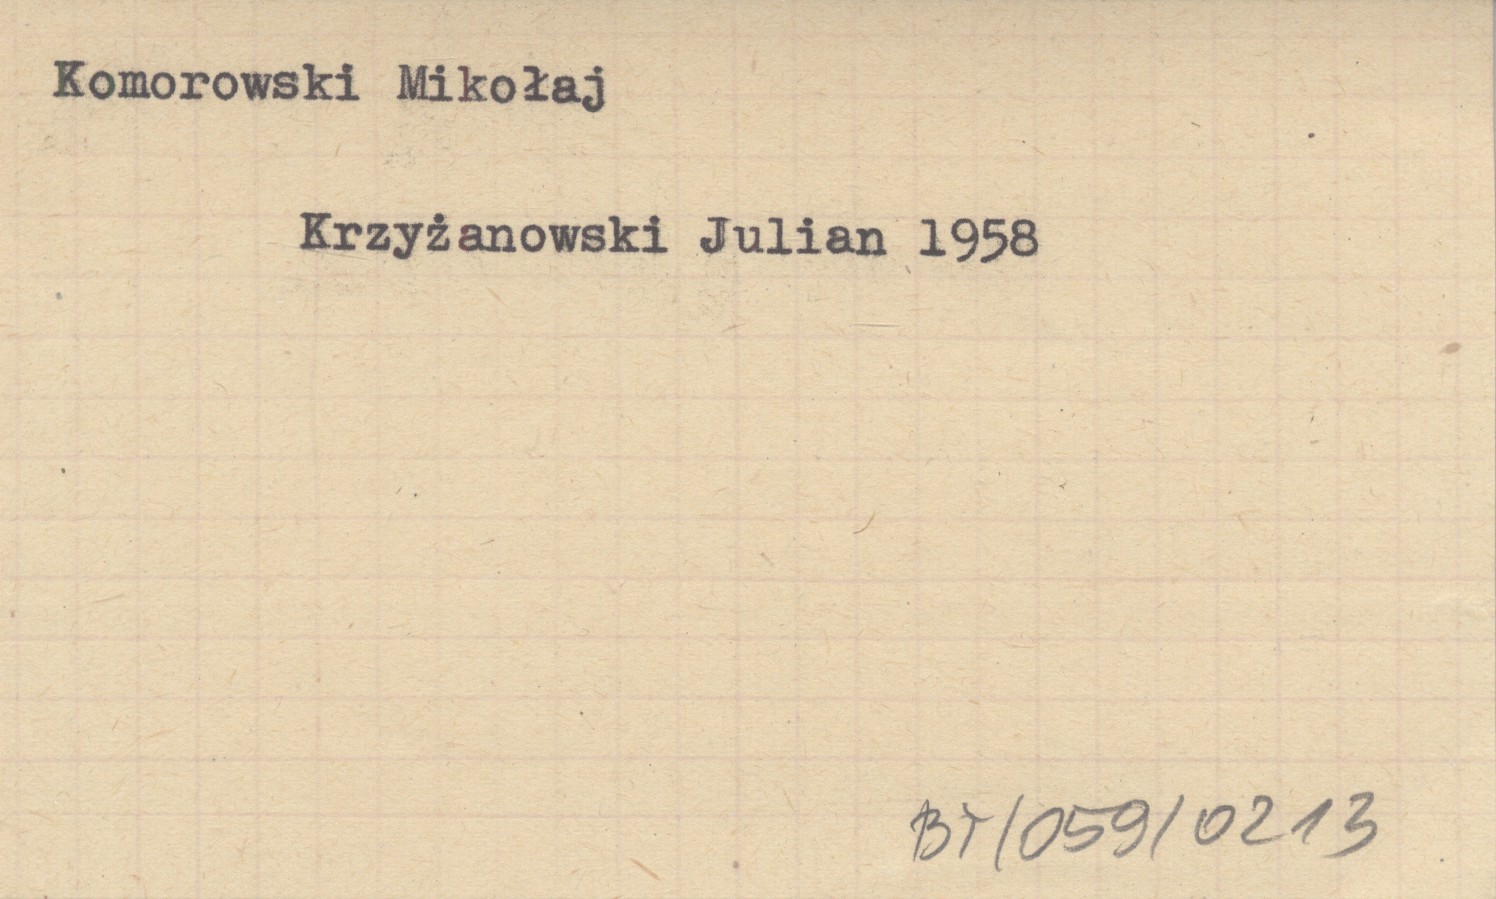 Komorowski Mikołaj
Krzyżanowski Julian 1958
BT/059/0213